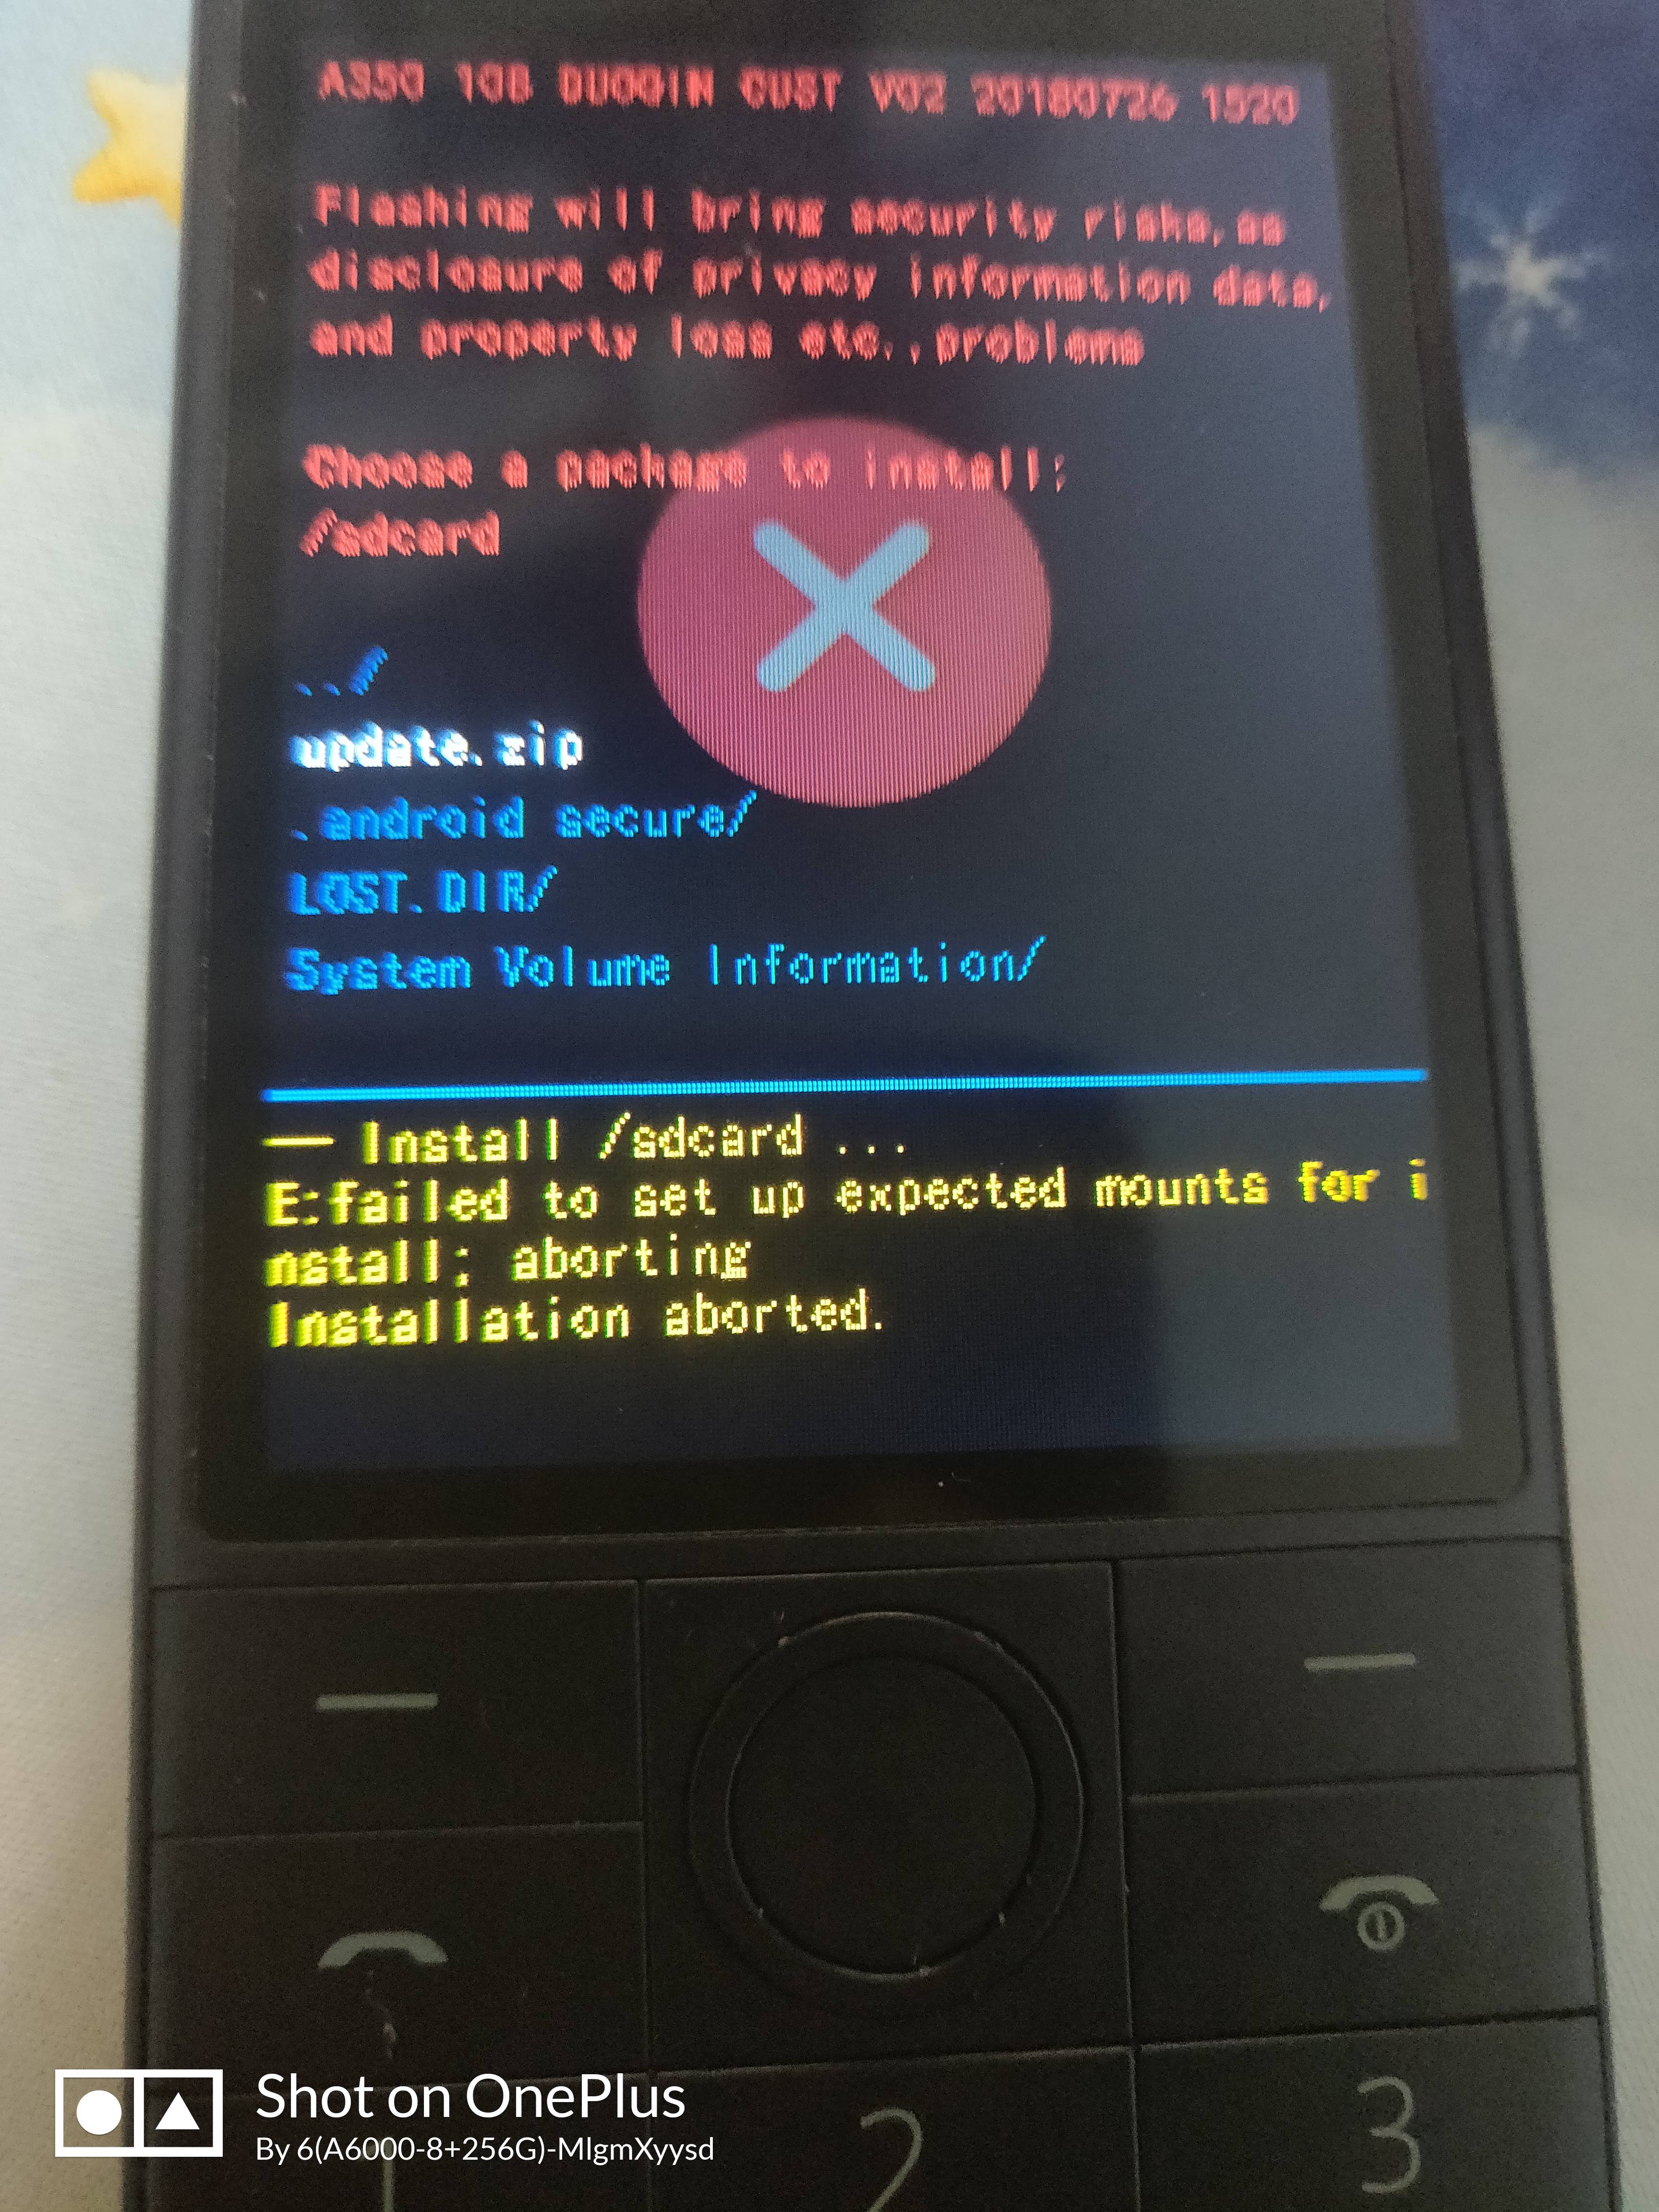 A350 108 DUOQIN CUST V02 20180726 1520
Flashing will bring security risks,as
disclosure of privacy information data,
and property loss etc.,problems
Choose a package to install:
/sdcard
../
update.zip
.android secure/
LOST.DIR/
System Volume Information/
-- Install /sdcard ...
E:failed to set up expected mounts for i
nstall; aborting
Installation aborted.
1
2
3
Shot on OnePlus
By 6(A6000-8+256G)-MlgmXyysd